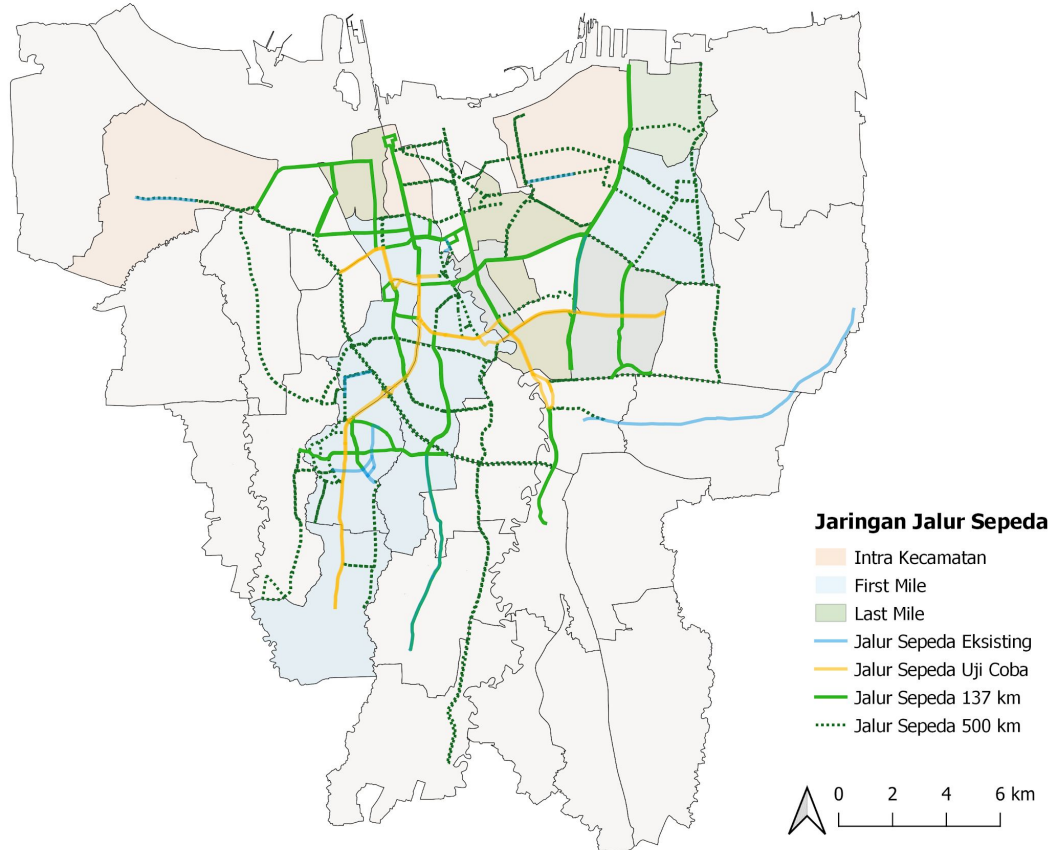 Jaringan Jalur Sepeda
Intra Kecamatan
First Mile
Last Mile
Jalur Sepeda Eksisting
Jalur Sepeda Uji Coba
Jalur Sepeda 137 km
Jalur Sepeda 500 km
0 2 4 6 km